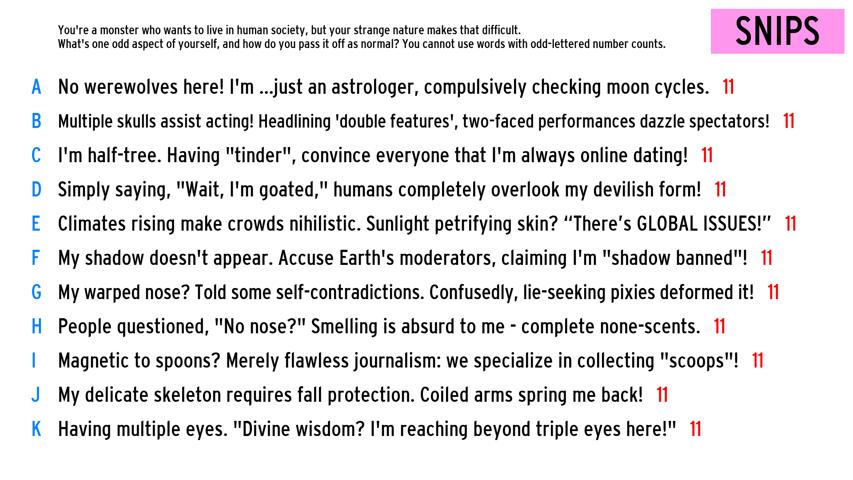 You're a monster who wants to live in human society, but your strange nature makes that difficult.
What's one odd aspect of yourself, and how do you pass it off as normal? You cannot use words with odd-lettered number counts.
SNIPS
A No werewolves here! I'm ...just an astrologer, compulsively checking moon cycles. 11
B Multiple skulls assist acting! Headlining 'double features', two-faced performances dazzle spectators! 11
C I'm half-tree. Having "tinder", convince everyone that I'm always online dating! 11
D Simply saying, "Wait, I'm goated," humans completely overlook my devilish form! 11
E Climates rising make crowds nihilistic. Sunlight petrifying skin? “There’s GLOBAL ISSUES!” 11
F My shadow doesn't appear. Accuse Earth's moderators, claiming I'm "shadow banned"! 11
G My warped nose? Told some self-contradictions. Confusedly, lie-seeking pixies deformed it! 11
H People questioned, "No nose?" Smelling is absurd to me - complete none-scents. 11
I Magnetic to spoons? Merely flawless journalism: we specialize in collecting "scoops"! 11
J My delicate skeleton requires fall protection. Coiled arms spring me back! 11
K Having multiple eyes. "Divine wisdom? I'm reaching beyond triple eyes here!" 11